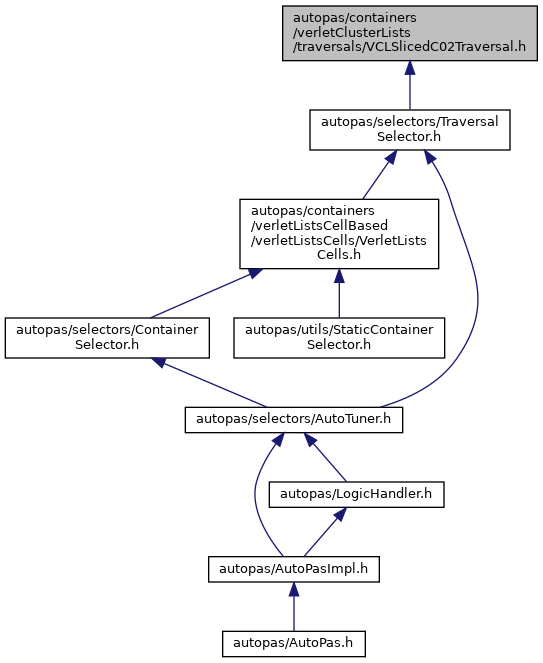 autopas/containers
/verletClusterLists
/traversals/VCLSlicedC02Traversal.h
autopas/selectors/Traversal
Selector.h
autopas/containers
/verletListsCellBased
/verletListsCells/VerletLists
Cells.h
autopas/selectors/Container
Selector.h
autopas/utils/StaticContainer
Selector.h
autopas/selectors/AutoTuner.h
autopas/LogicHandler.h
autopas/AutoPasImpl.h
autopas/AutoPas.h